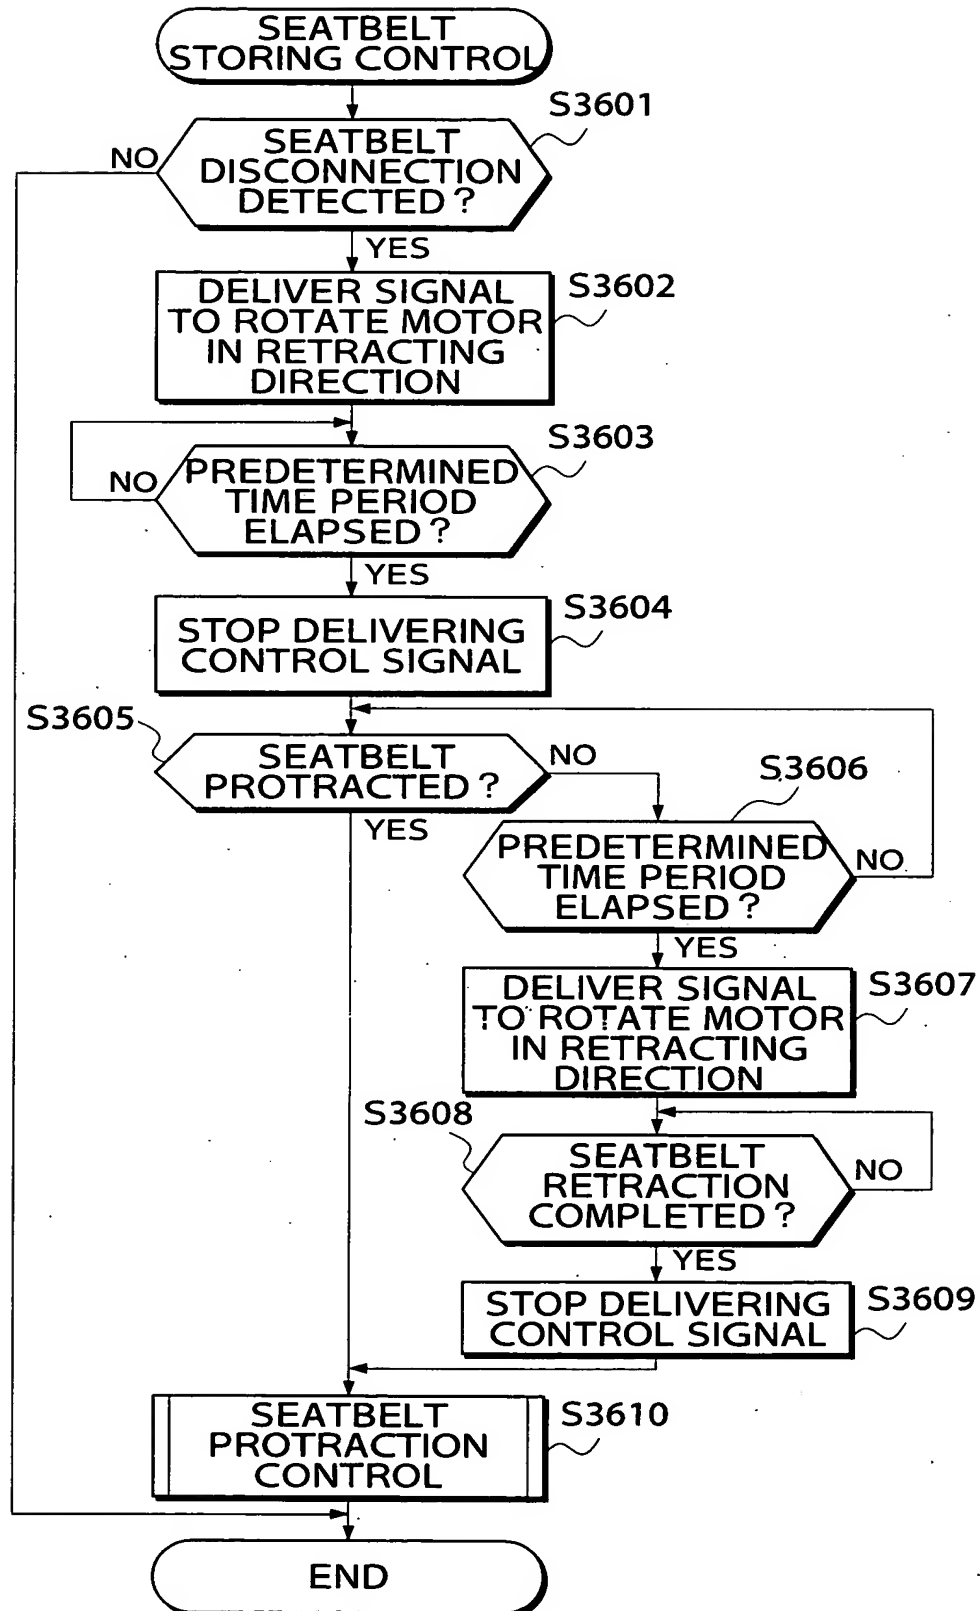 SEATBELT
STORING CONTROL
S3601
SEATBELT
DISCONNECTION
DETECTED?
NO
YES
S3602
DELIVER SIGNAL
TO ROTATE MOTOR
IN RETRACTING
DIRECTION
S3603
PREDETERMINED
TIME PERIOD
ELAPSED?
NO
YES
S3604
STOP DELIVERING
CONTROL SIGNAL
S3605
SEATBELT
PROTRACTED?
NO
YES
S3606
PREDETERMINED
TIME PERIOD
ELAPSED?
NO
YES
S3607
DELIVER SIGNAL
TO ROTATE MOTOR
IN RETRACTING
DIRECTION
S3608
SEATBELT
RETRACTION
COMPLETED?
NO
YES
S3609
STOP DELIVERING
CONTROL SIGNAL
S3610
SEATBELT
PROTRACTION
CONTROL
END